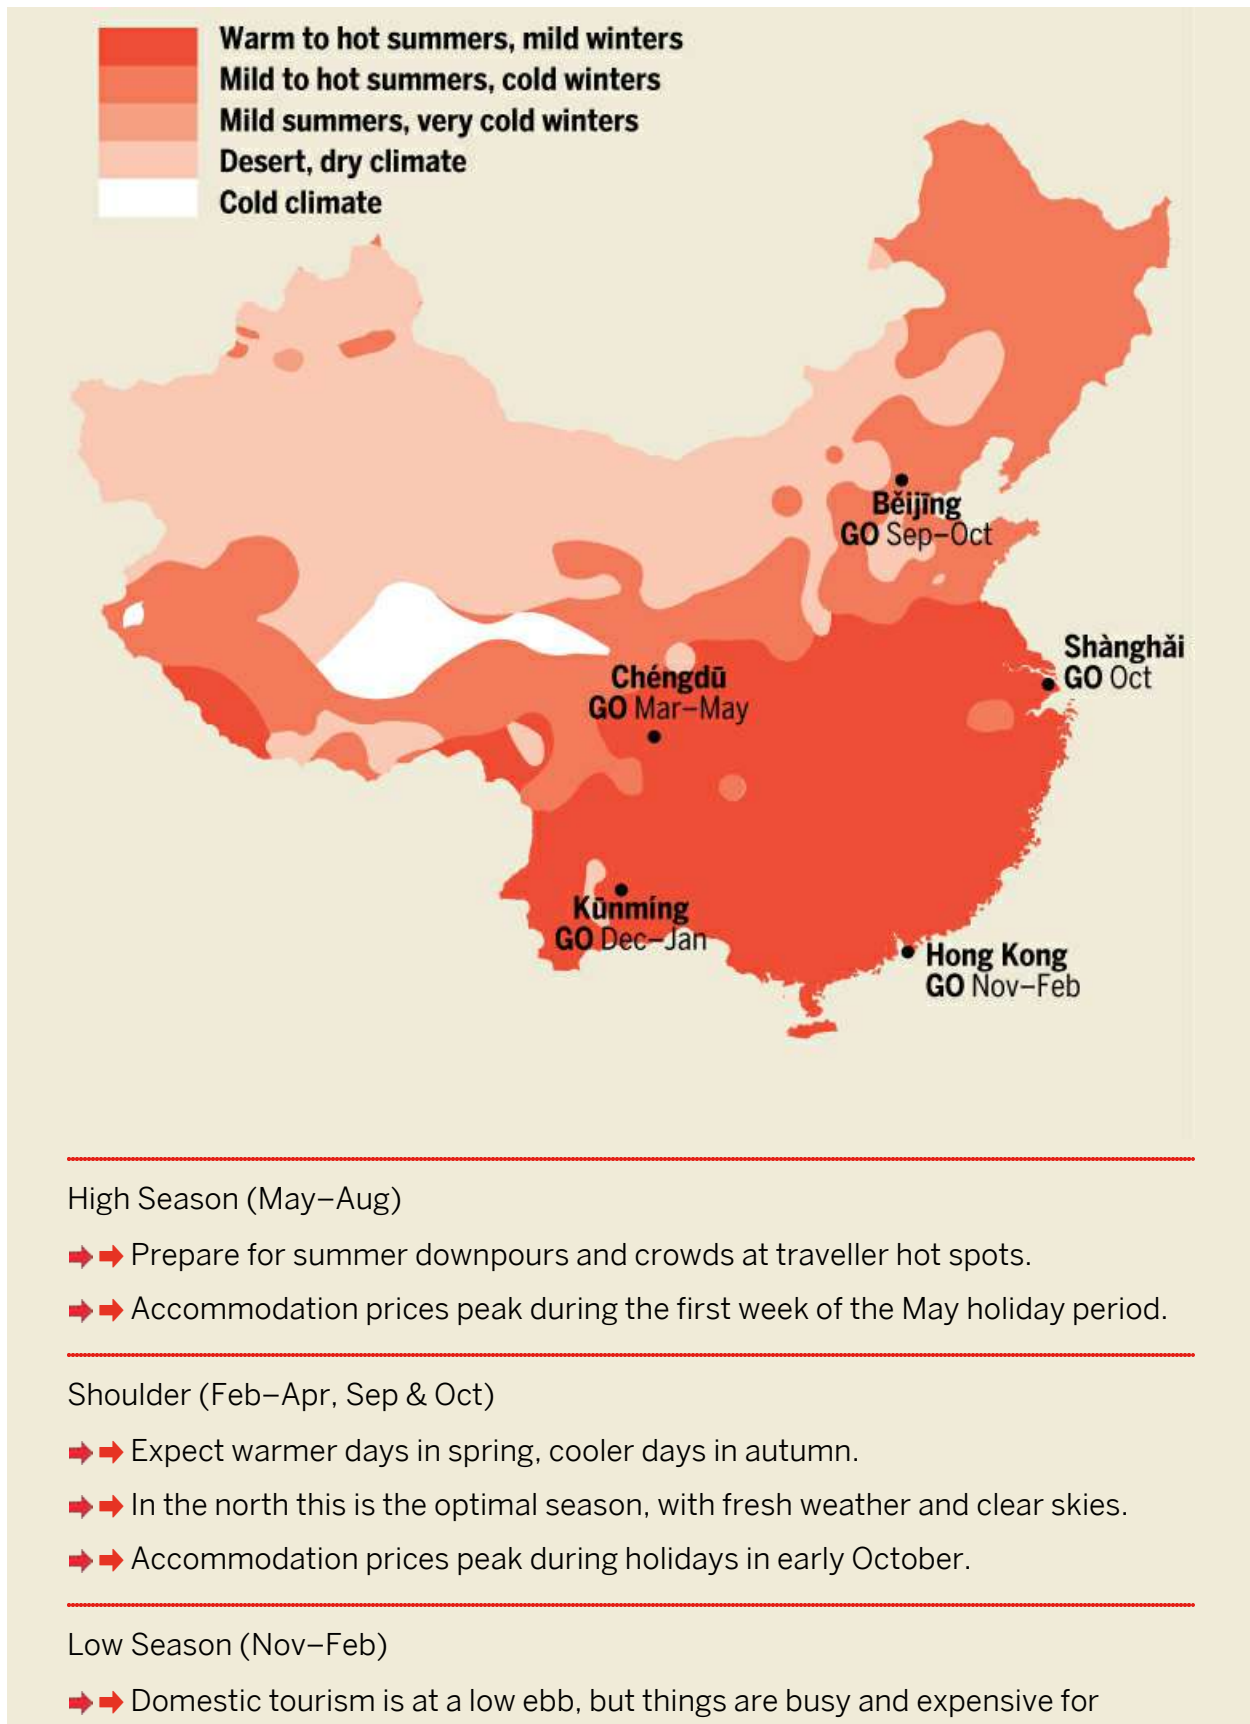 Warm to hot summers, mild winters
Mild to hot summers, cold winters
Mild summers, very cold winters
Desert, dry climate
Cold climate
Běijīng
GO Sep–Oct
Shànghǎi
GO Oct
Chéngdū
GO Mar–May
Kūnmíng
GO Dec–Jan
Hong Kong
GO Nov–Feb
High Season (May–Aug)
Prepare for summer downpours and crowds at traveller hot spots.
Accommodation prices peak during the first week of the May holiday period.
Shoulder (Feb–Apr, Sep & Oct)
Expect warmer days in spring, cooler days in autumn.
In the north this is the optimal season, with fresh weather and clear skies.
Accommodation prices peak during holidays in early October.
Low Season (Nov–Feb)
Domestic tourism is at a low ebb, but things are busy and expensive for